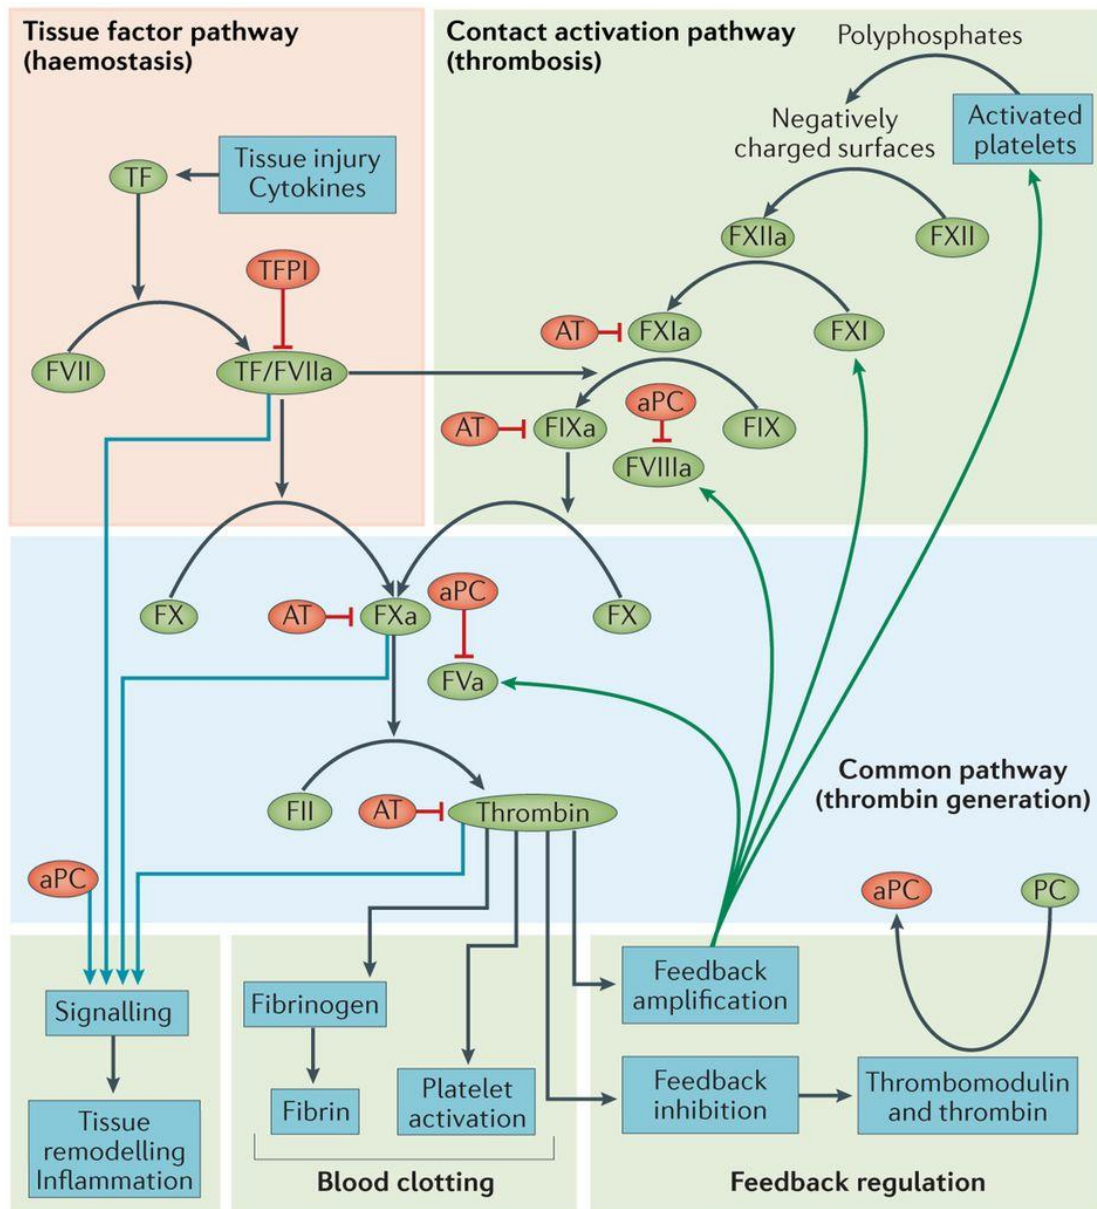 Tissue factor pathway
(haemostasis)
Contact activation pathway
(thrombosis)
Polyphosphates
Negatively
charged surfaces
Activated
platelets
TF
Tissue injury
Cytokines
FXIIa
FXII
TFPI
AT
FXIa
FXI
FVII
TF/FVIIa
aPC
AT
FIXa
FIX
FVIIIa
FX
AT
FXa
aPC
FX
FVa
Common pathway
(thrombin generation)
FII
AT
Thrombin
aPC
aPC
PC
Signalling
Tissue
remodelling
Inflammation
Fibrinogen
Fibrin
Platelet
activation
Blood clotting
Feedback
amplification
Feedback
inhibition
Thrombomodulin
and thrombin
Feedback regulation